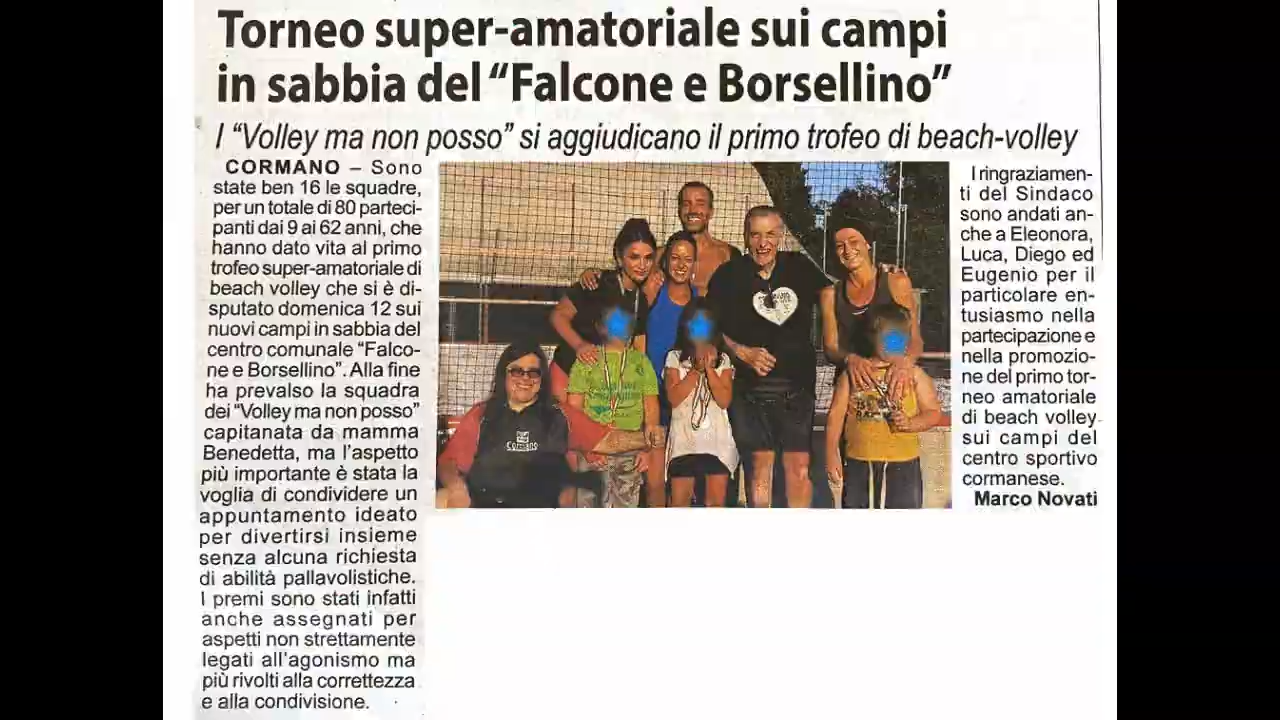 Torneo super-amatoriale sui campi
in sabbia del “Falcone e Borsellino”
I “Volley ma non posso” si aggiudicano il primo trofeo di beach-volley
CORMANO – Sono
state ben 16 le squadre,
per un totale di 80 parteci-
panti dai 9 ai 62 anni, che
hanno dato vita al primo
trofeo super-amatoriale di
beach volley che si è di-
sputato domenica 12 sui
nuovi campi in sabbia del
centro comunale “Falco-
ne e Borsellino”. Alla fine
ha prevalso la squadra
dei “Volley ma non posso”
capitanata da mamma
Benedetta, ma l’aspetto
più importante è stata la
voglia di condividere un
appuntamento ideato
per divertirsi insieme
senza alcuna richiesta
di abilità pallavolistiche.
I premi sono stati infatti
anche assegnati per
aspetti non strettamente
legati all’agonismo ma
più rivolti alla correttezza
e alla condivisione.
Cormano
I ringraziamen-
ti del Sindaco
sono andati an-
che a Eleonora,
Luca, Diego ed
Eugenio per il
particolare en-
tusiasmo nella
partecipazione e
nella promozio-
ne del primo tor-
neo amatoriale
di beach volley
sui campi del
centro sportivo
cormanese.
Marco Novati